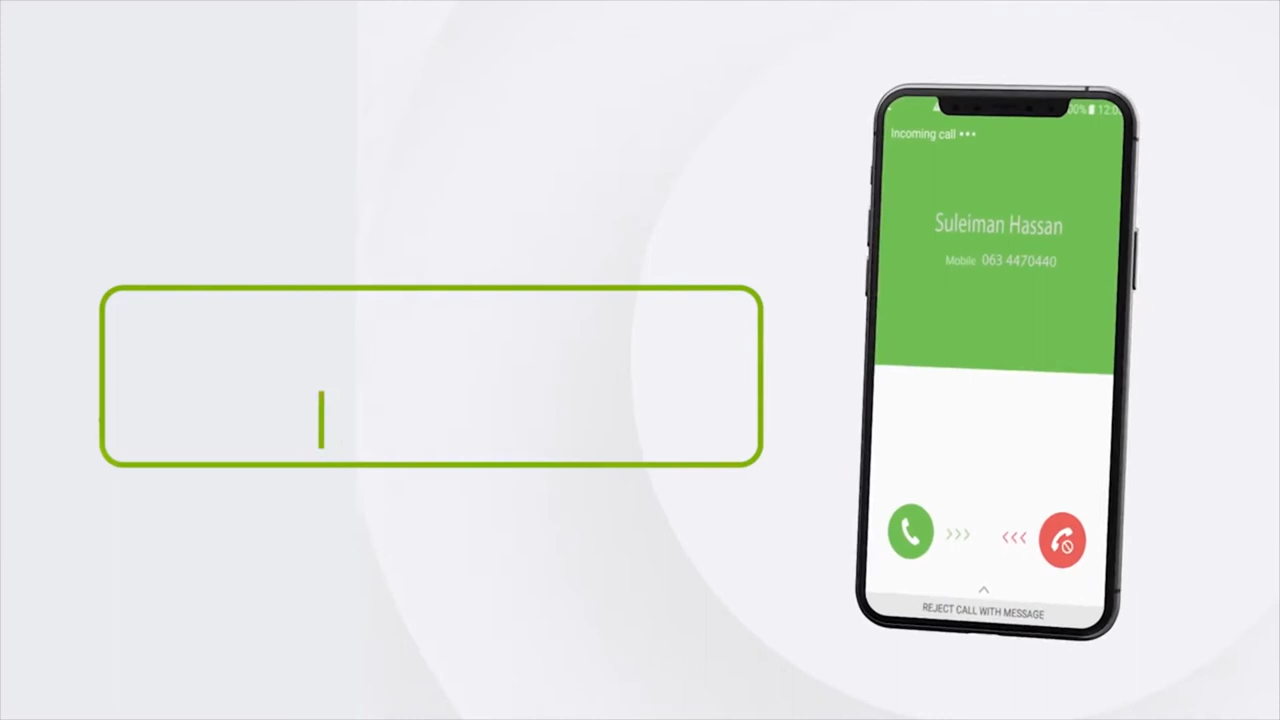 Incoming call •••
Suleiman Hassan
Mobile 063 4470440
REJECT CALL WITH MESSAGE